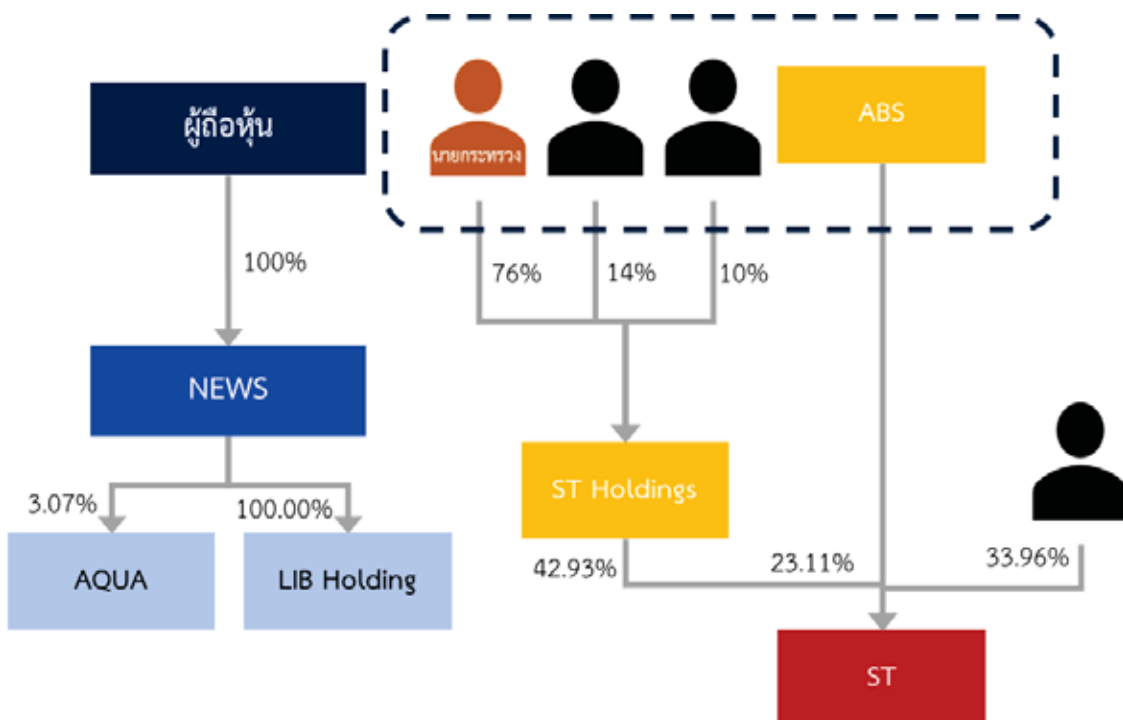 ผู้ถือหุ้น
นายกระทรวง
ABS
100%
76%
14%
10%
NEWS
ST Holdings
3.07%
100.00%
AQUA
LIB Holding
42.93%
23.11%
33.96%
ST